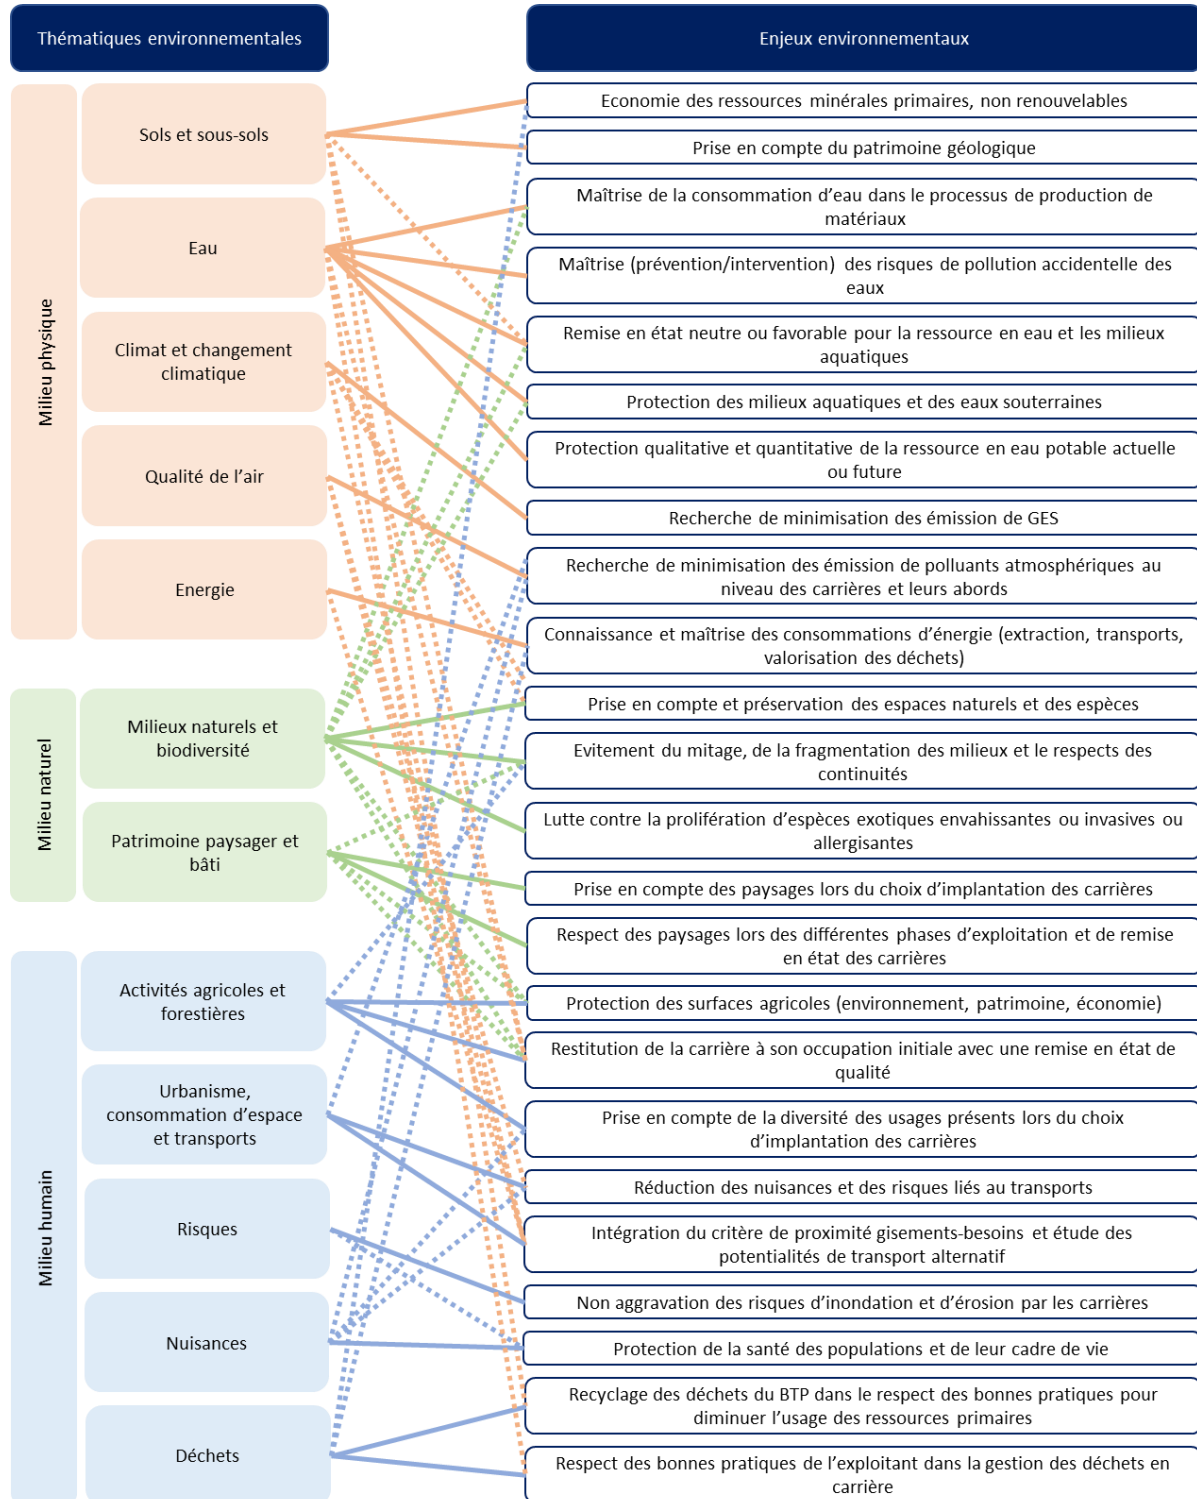 Thématiques environnementales
Enjeux environnementaux
Milieu physique
Sols et sous-sols
Eau
Climat et changement
climatique
Qualité de l'air
Energie
Milieu naturel
Milieux naturels et
biodiversité
Patrimoine paysager et
bâti
Milieu humain
Activités agricoles et
forestières
Urbanisme,
consommation d'espace
et transports
Risques
Nuisances
Déchets
Economie des ressources minérales primaires, non renouvelables
Prise en compte du patrimoine géologique
Maîtrise de la consommation d'eau dans le processus de production de
matériaux
Maîtrise (prévention/intervention) des risques de pollution accidentelle des
eaux
Remise en état neutre ou favorable pour la ressource en eau et les milieux
aquatiques
Protection des milieux aquatiques et des eaux souterraines
Protection qualitative et quantitative de la ressource en eau potable actuelle
ou future
Recherche de minimisation des émission de GES
Recherche de minimisation des émission de polluants atmosphériques au
niveau des carrières et leurs abords
Connaissance et maîtrise des consommations d'énergie (extraction, transports,
valorisation des déchets)
Prise en compte et préservation des espaces naturels et des espèces
Evitement du mitage, de la fragmentation des milieux et le respects des
continuités
Lutte contre la prolifération d'espèces exotiques envahissantes ou invasives ou
allergisantes
Prise en compte des paysages lors du choix d'implantation des carrières
Respect des paysages lors des différentes phases d'exploitation et de remise
en état des carrières
Protection des surfaces agricoles (environnement, patrimoine, économie)
Restitution de la carrière à son occupation initiale avec une remise en état de
qualité
Prise en compte de la diversité des usages présents lors du choix
d'implantation des carrières
Réduction des nuisances et des risques liés au transports
Intégration du critère de proximité gisements-besoins et étude des
potentialités de transport alternatif
Non aggravation des risques d'inondation et d'érosion par les carrières
Protection de la santé des populations et de leur cadre de vie
Recyclage des déchets du BTP dans le respect des bonnes pratiques pour
diminuer l'usage des ressources primaires
Respect des bonnes pratiques de l'exploitant dans la gestion des déchets en
carrière